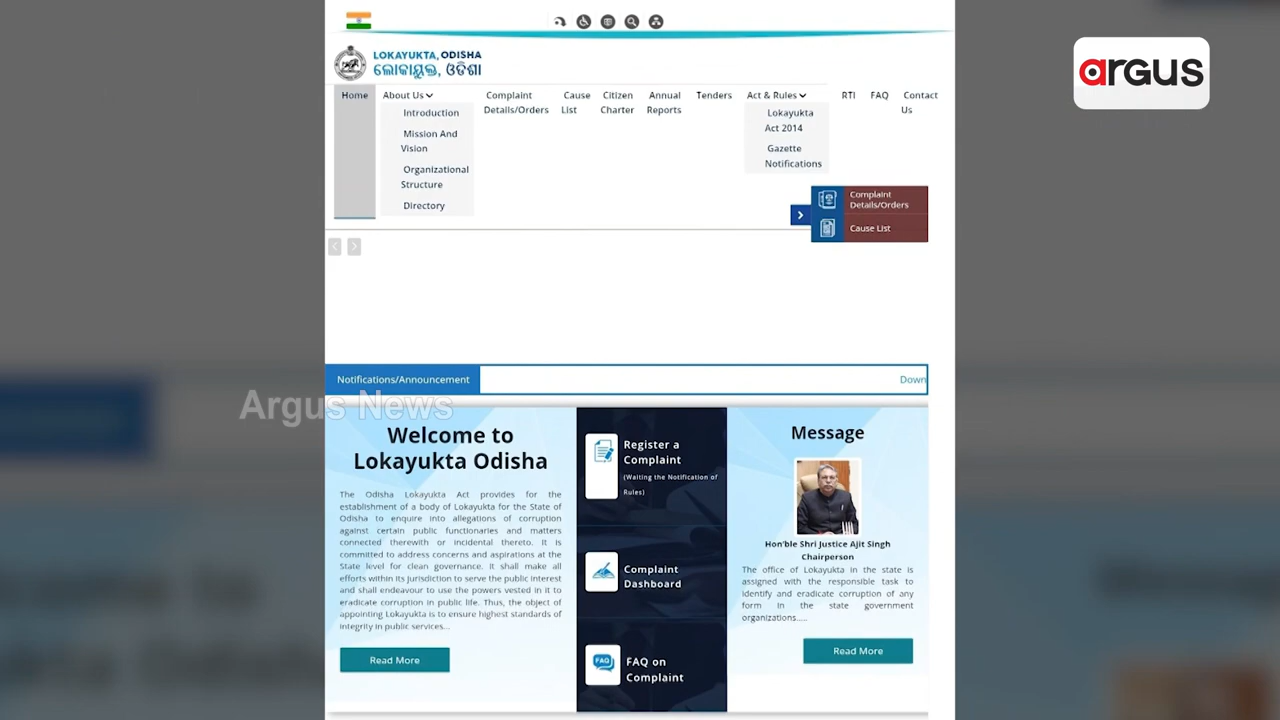 argus
LOKAYUKTA, ODISHA
ଲୋକାୟୁକ୍ତ, ଓଡିଶା
Home
About Us
Introduction
Mission And
Vision
Organizational
Structure
Directory
Complaint
Details/Orders
Cause
List
Citizen
Charter
Annual
Reports
Tenders
Act & Rules
Lokayukta
Act 2014
Gazette
Notifications
RTI
FAQ
Contact
Us
Complaint
Details/Orders
Cause List
Notifications/Announcement
Down
Argus News
Welcome to
Lokayukta Odisha
The Odisha Lokayukta Act provides for the
establishment of a body of Lokayukta for the State of
Odisha to enquire into allegations of corruption
against certain public functionaries and matters
connected therewith or incidental thereto. It is
committed to address concerns and aspirations at the
State level for clean governance. It shall make all
efforts within its jurisdiction to serve the public interest
and shall endeavour to use the powers vested in it to
eradicate corruption in public life. Thus, the object of
appointing Lokayukta is to ensure highest standards of
integrity in public services...
Read More
Register a
Complaint
(Waiting the Notification of
Rules)
Complaint
Dashboard
FAQ
FAQ on
Complaint
Message
Hon'ble Shri Justice Ajit Singh
Chairperson
The office of Lokayukta in the state is
assigned with the responsible task to
identify and eradicate corruption of any
form in the state government
organizations.....
Read More